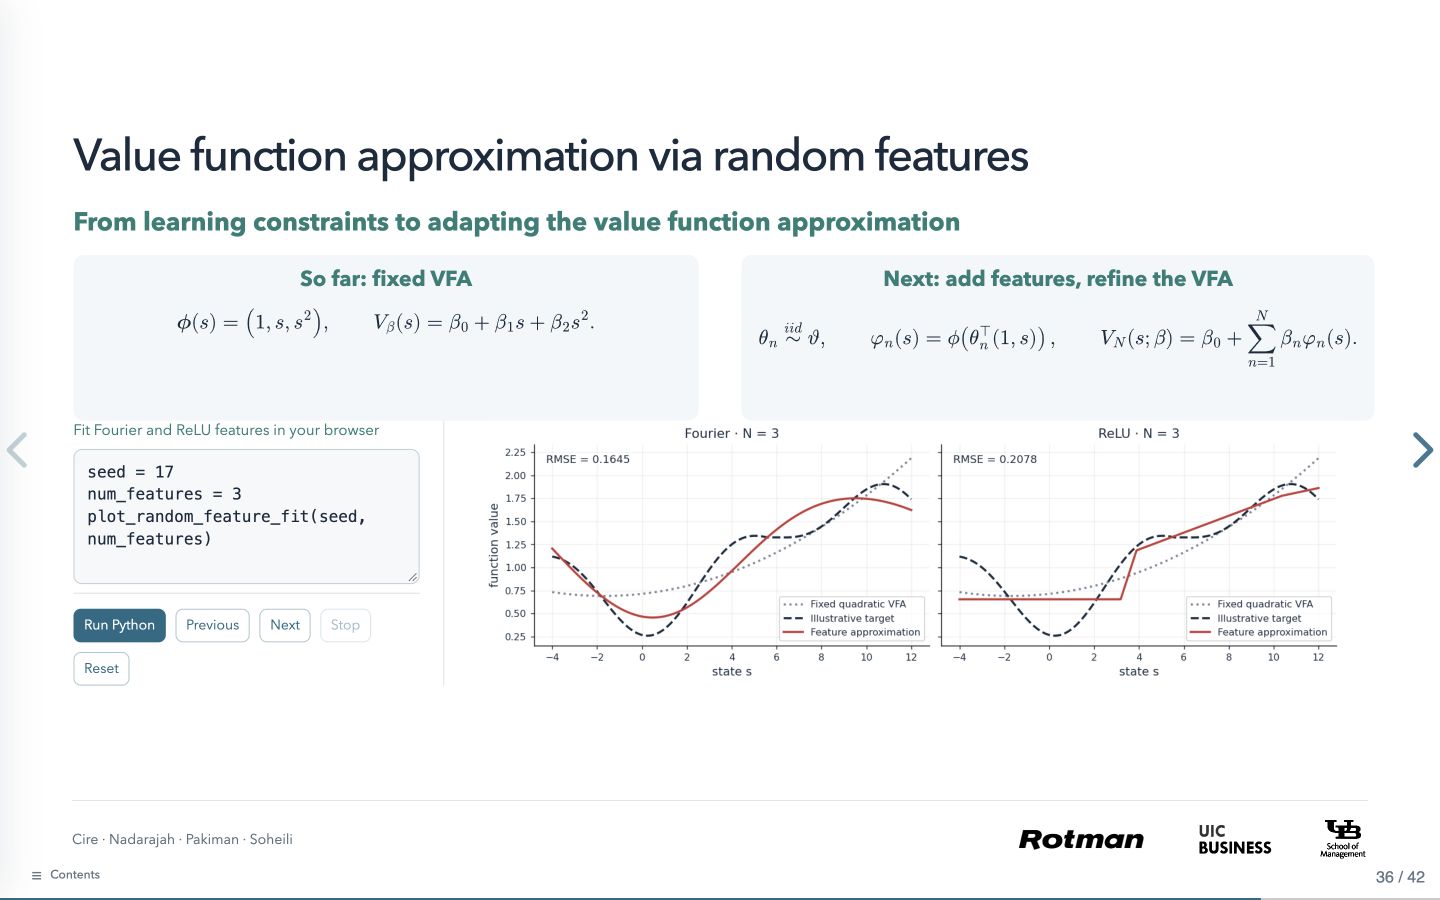 Value function approximation via random features
From learning constraints to adapting the value function approximation
So far: fixed VFA
ϕ(s) = (1, s, s²), V_β(s) = β₀ + β₁s + β₂s².
Next: add features, refine the VFA
θₙ ~iid ϑ, φₙ(s) = ϕ(θₙ⊤(1, s)), V_N(s; β) = β₀ + ∑_{n=1}^{N} βₙφₙ(s).
Fit Fourier and ReLU features in your browser
seed = 17
num_features = 3
plot_random_feature_fit(seed,
num_features)
Run Python Previous Next Stop
Reset
Fourier · N = 3
RMSE = 0.1645
function value
2.25
2.00
1.75
1.50
1.25
1.00
0.75
0.50
0.25
Fixed quadratic VFA
Illustrative target
Feature approximation
−4 −2 0 2 4 6 8 10 12
state s
ReLU · N = 3
RMSE = 0.2078
Fixed quadratic VFA
Illustrative target
Feature approximation
−4 −2 0 2 4 6 8 10 12
state s
Cire · Nadarajah · Pakiman · Soheili
Rotman
UIC
BUSINESS
UB
School of
Management
≡ Contents
36 / 42